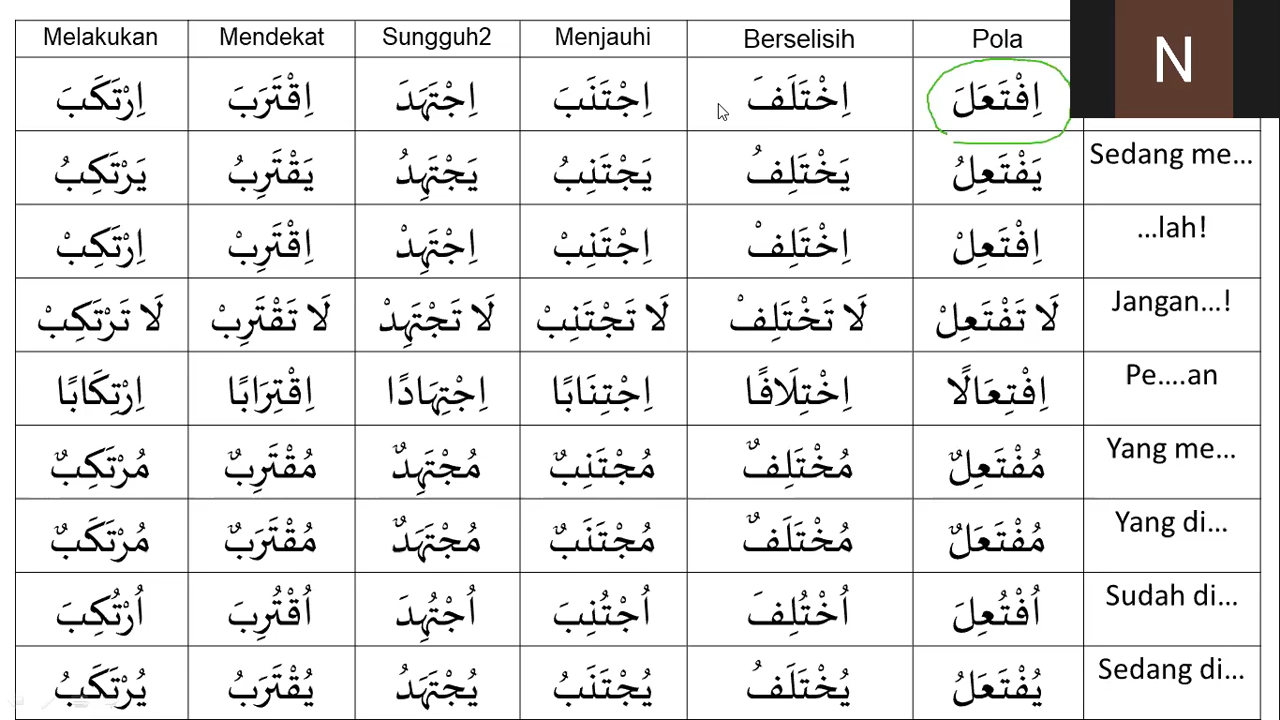 Melakukan Mendekat Sungguh2 Menjauhi Berselisih Pola N
اِفْتَعَلَ اِخْتَلَفَ اِجْتَنَبَ اِجْتَهَدَ اِقْتَرَبَ اِرْتَكَبَ
Sedang me... يَفْتَعِلُ يَخْتَلِفُ يَجْتَنِبُ يَجْتَهِدُ يَقْتَرِبُ يَرْتَكِبُ
...lah! اِفْتَعِلْ اِخْتَلِفْ اِجْتَنِبْ اِجْتَهِدْ اِقْتَرِبْ اِرْتَكِبْ
Jangan...! لَا تَفْتَعِلْ لَا تَخْتَلِفْ لَا تَجْتَنِبْ لَا تَجْتَهِدْ لَا تَقْتَرِبْ لَا تَرْتَكِبْ
Pe....an اِفْتِعَالًا اِخْتِلَافًا اِجْتِنَابًا اِجْتِهَادًا اِقْتِرَابًا اِرْتِكَابًا
Yang me... مُفْتَعِلٌ مُخْتَلِفٌ مُجْتَنِبٌ مُجْتَهِدٌ مُقْتَرِبٌ مُرْتَكِبٌ
Yang di... مُفْتَعَلٌ مُخْتَلَفٌ مُجْتَنَبٌ مُجْتَهَدٌ مُقْتَرَبٌ مُرْتَكَبٌ
Sudah di... اُفْتُعِلَ اُخْتُلِفَ اُجْتُنِبَ اُجْتُهِدَ اُقْتُرِبَ اُرْتُكِبَ
Sedang di... يُفْتَعَلُ يُخْتَلَفُ يُجْتَنَبُ يُجْتَهَدُ يُقْتَرَبُ يُرْتَكَبُ